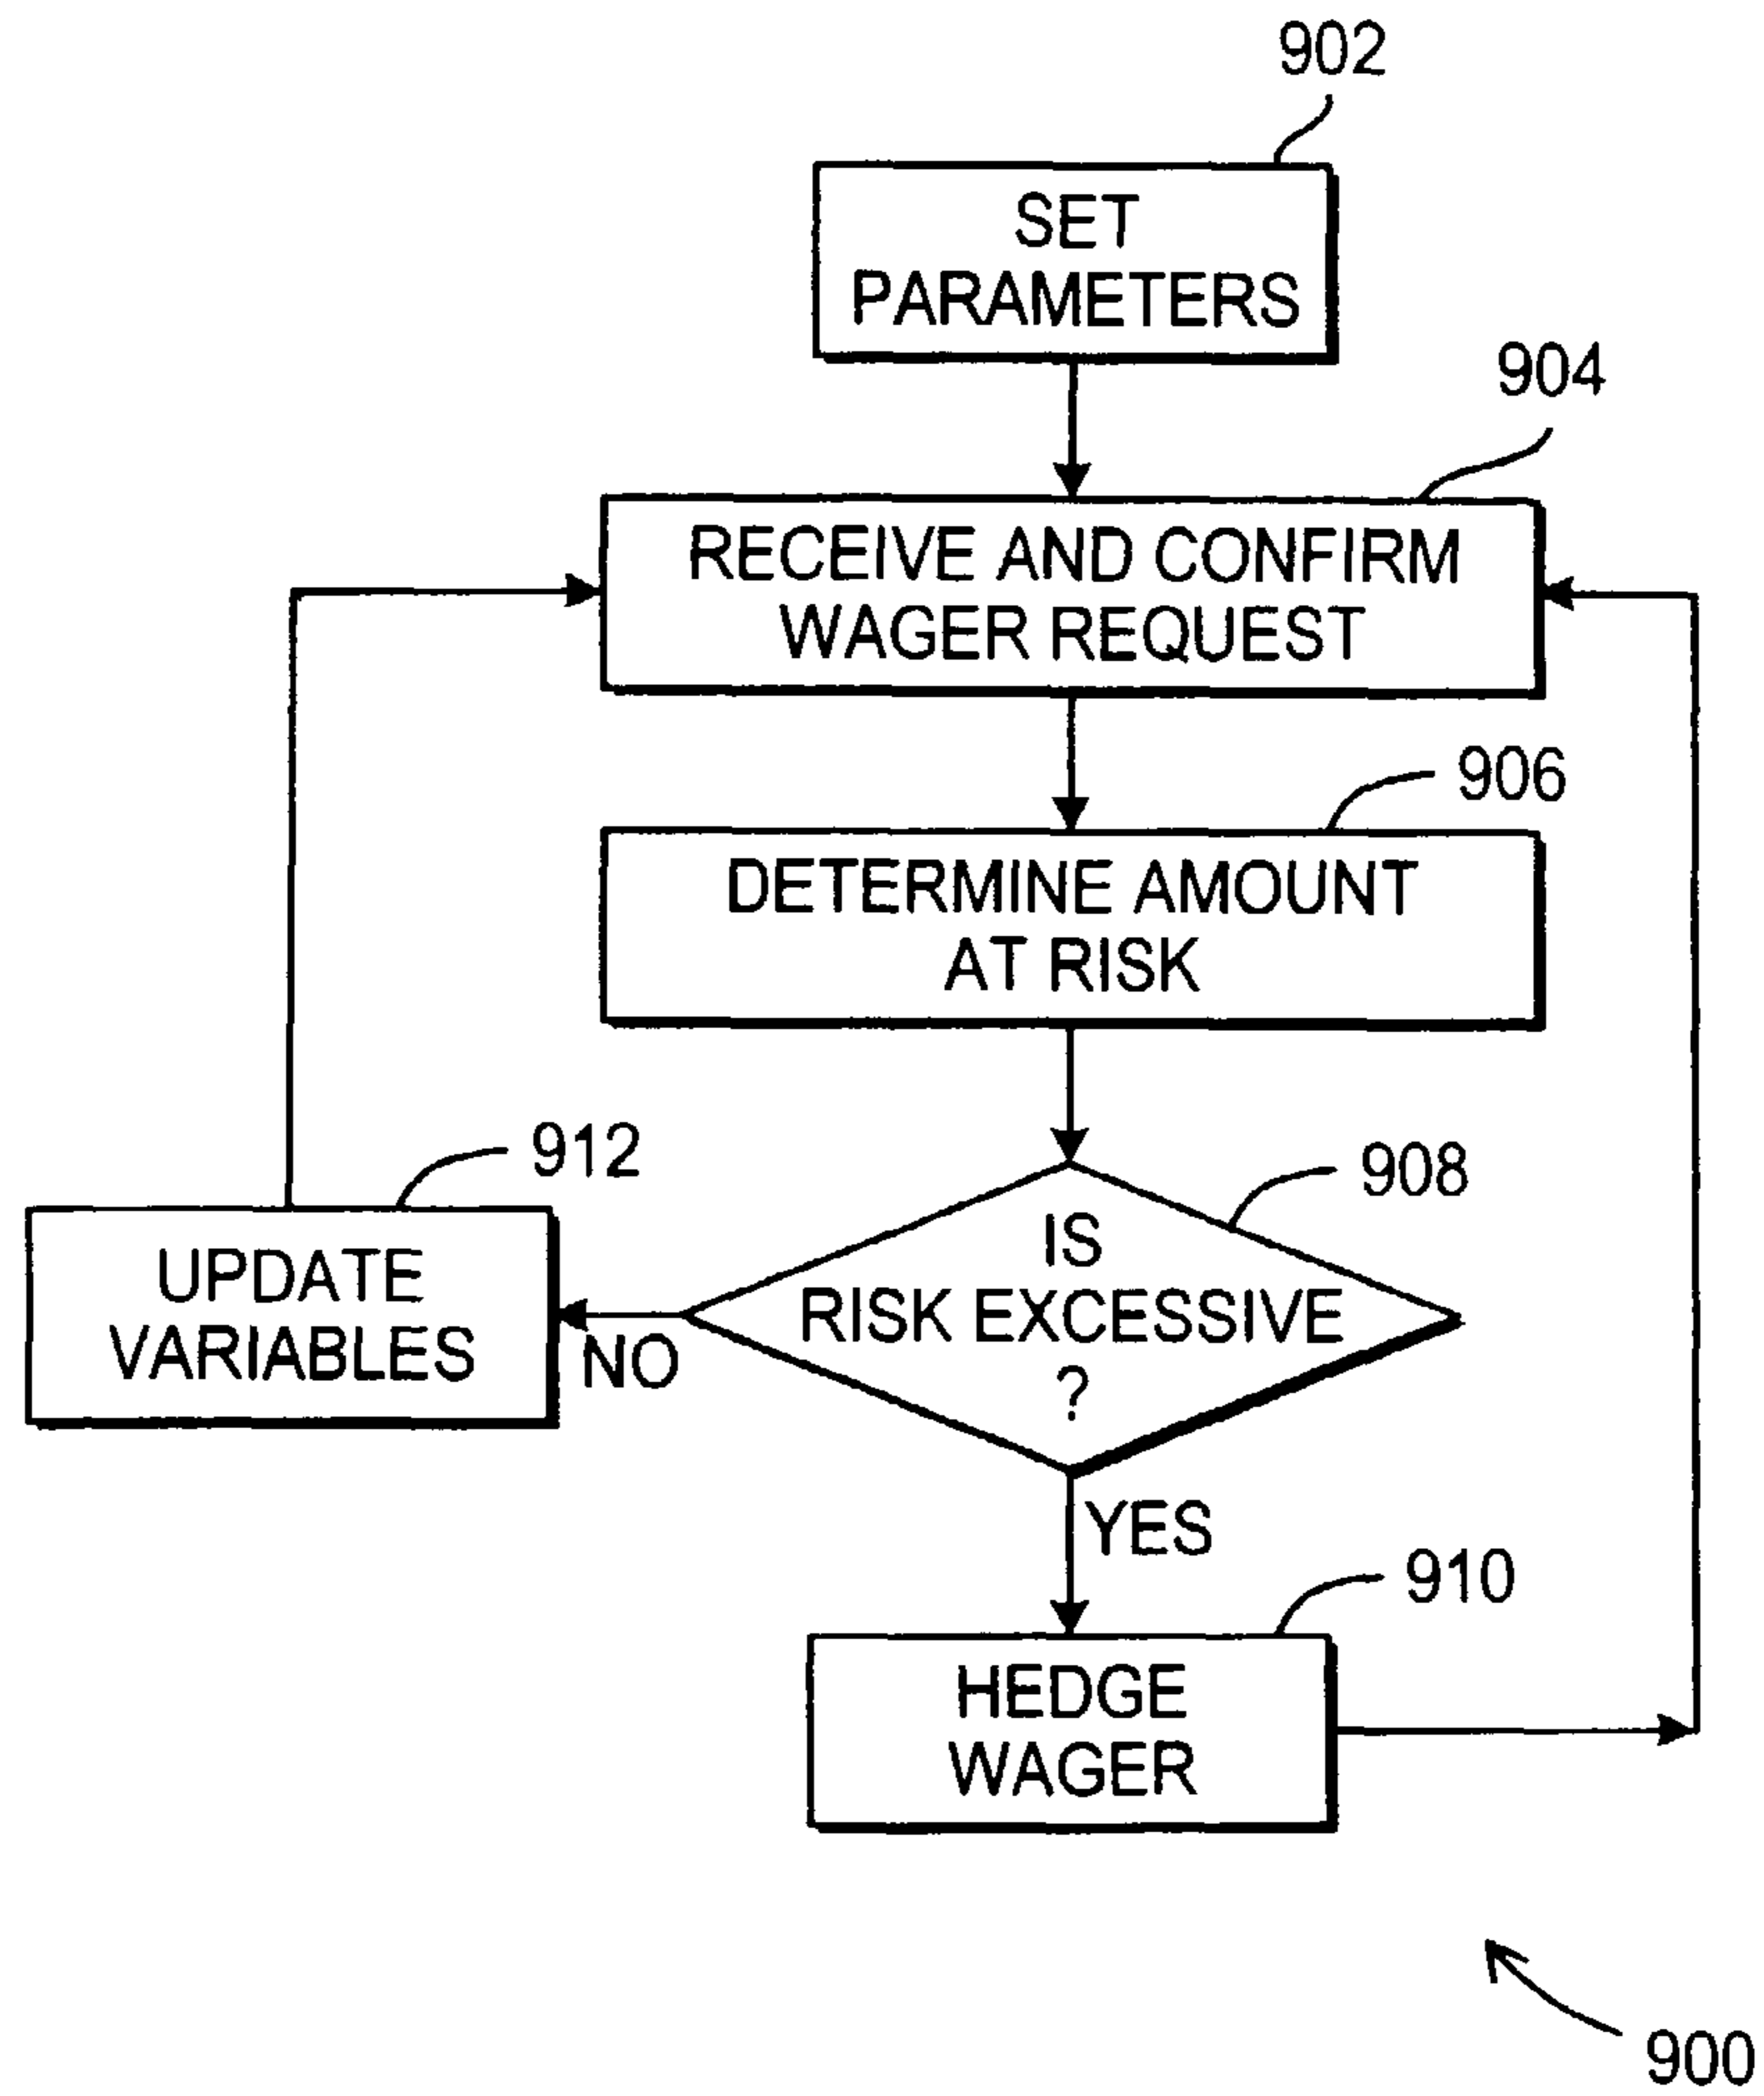 902
SET
PARAMETERS
904
RECEIVE AND CONFIRM
WAGER REQUEST
906
DETERMINE AMOUNT
AT RISK
912
UPDATE
VARIABLES
NO
908
IS
RISK EXCESSIVE
?
YES
910
HEDGE
WAGER
900